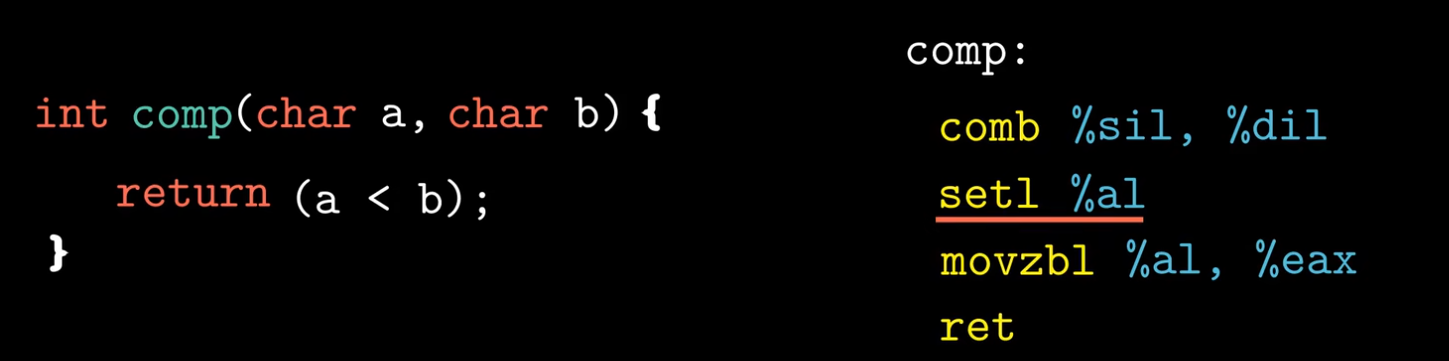 int comp(char a, char b) {
return (a < b);
}
comp:
comb %sil, %dil
setl %al
movzbl %al, %eax
ret